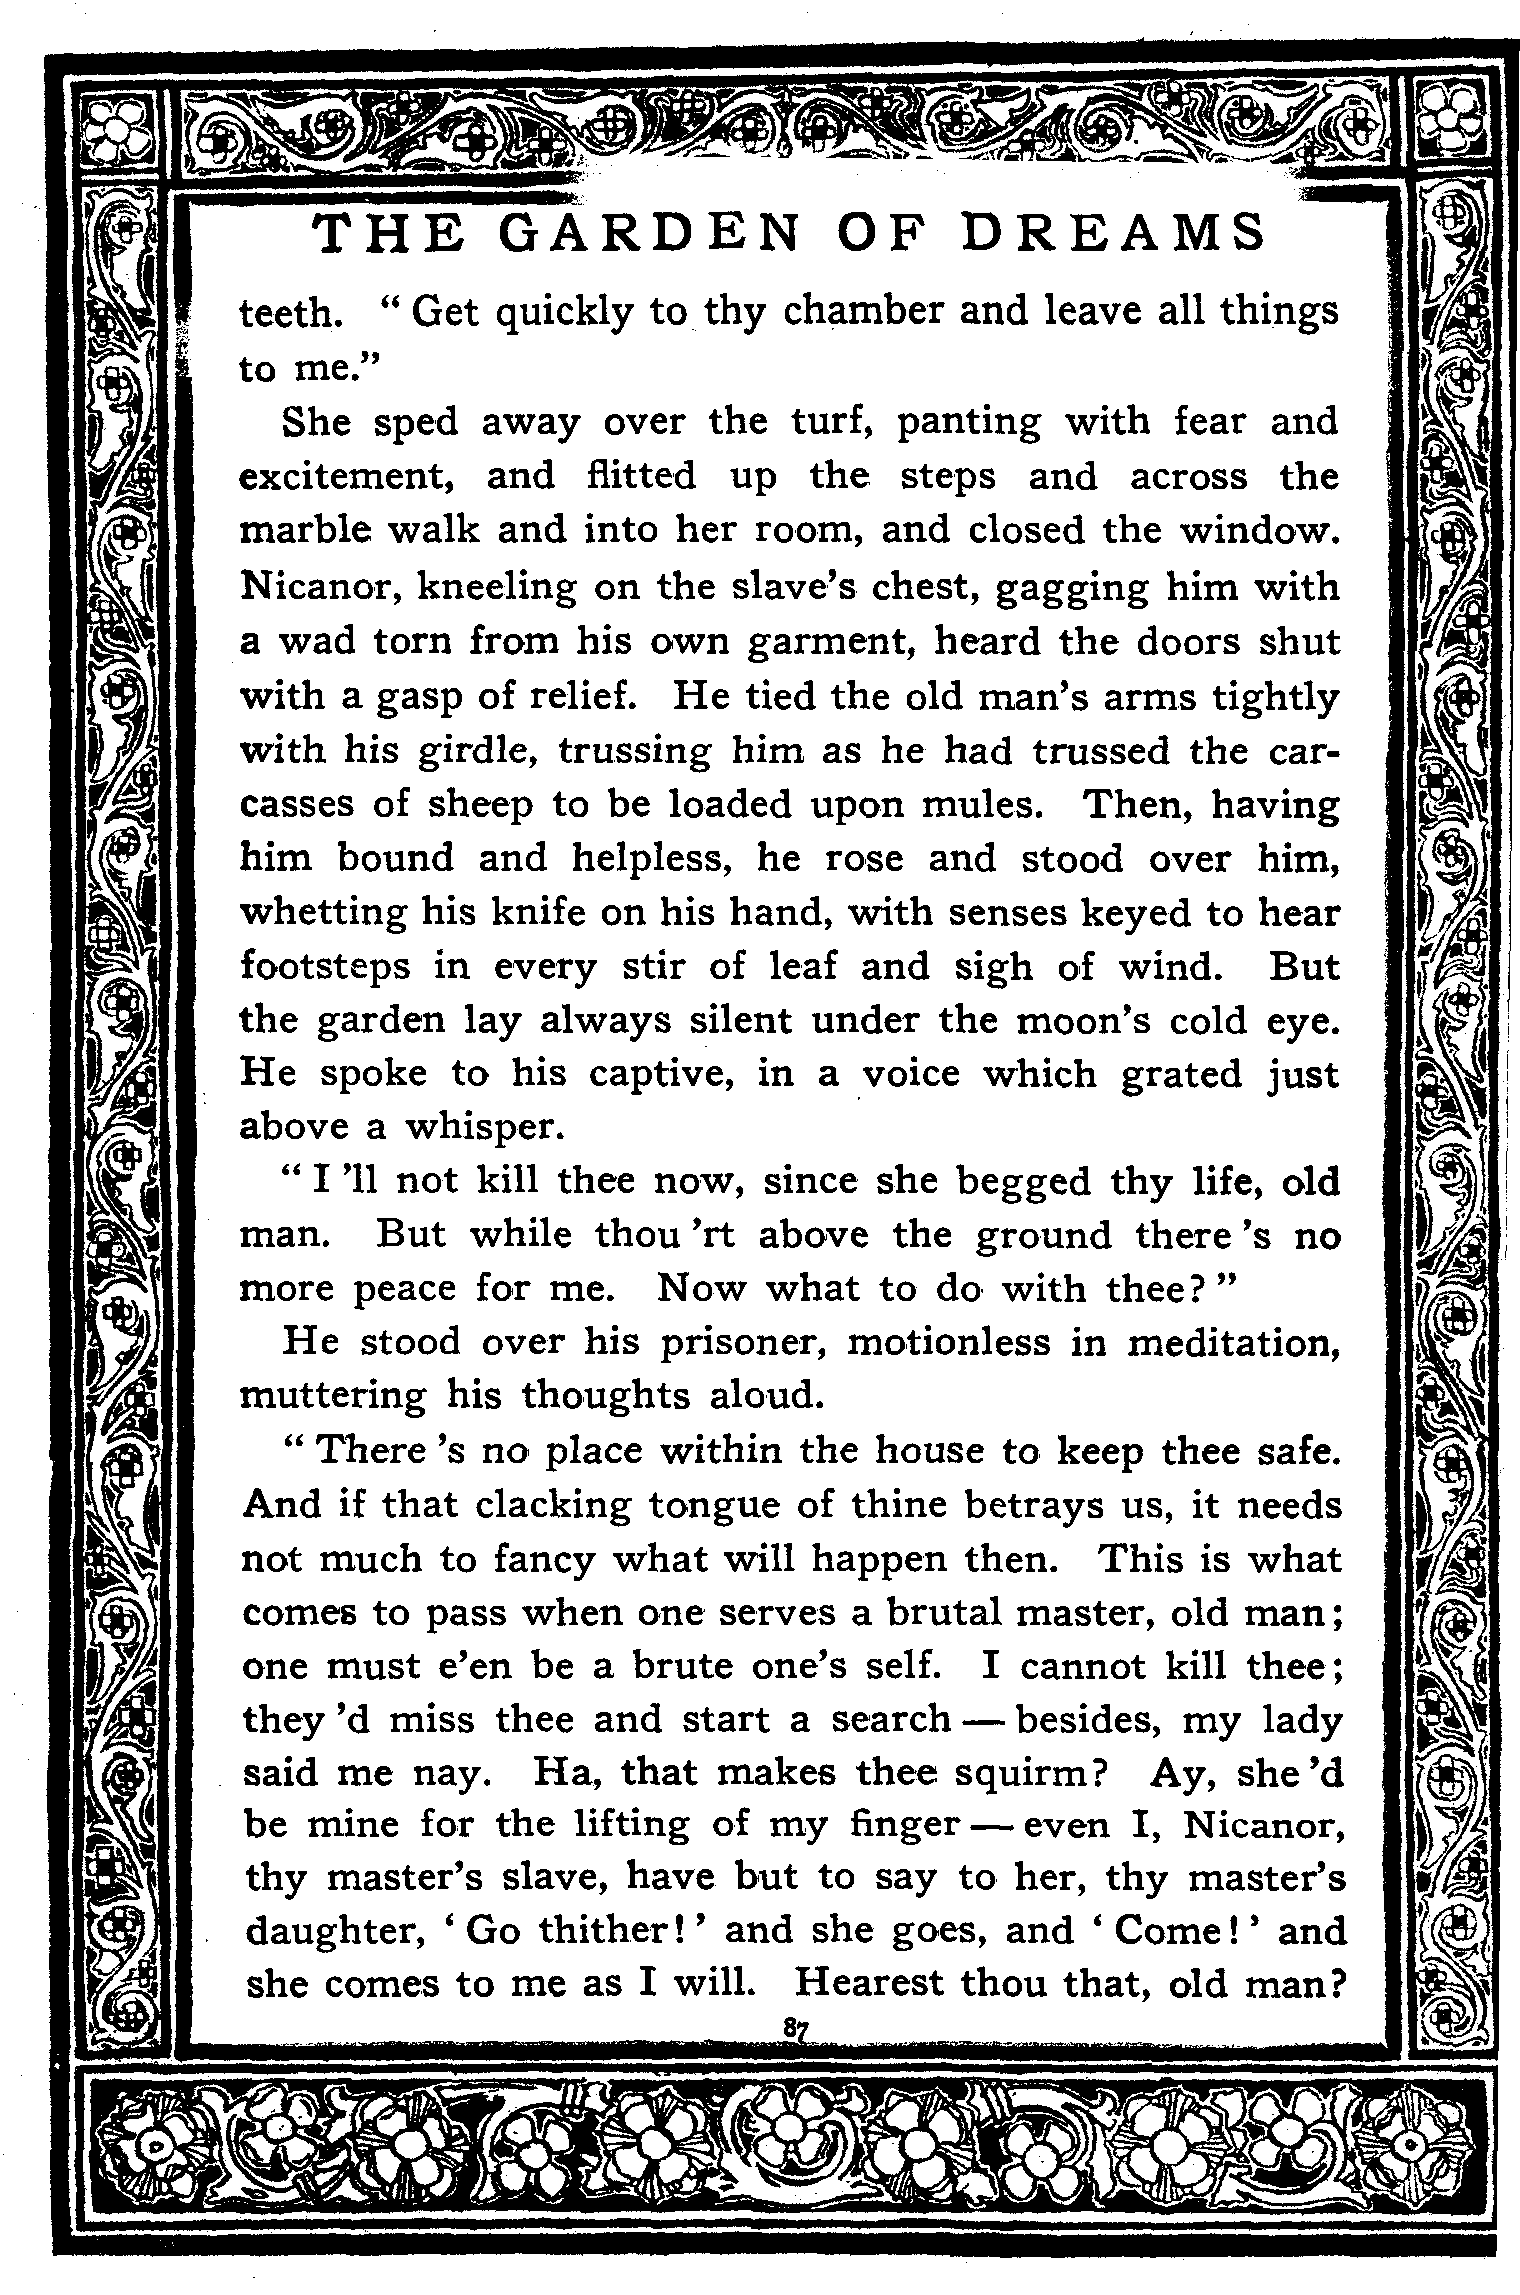 THE GARDEN OF DREAMS
teeth. “ Get quickly to thy chamber and leave all things
to me.”
She sped away over the turf, panting with fear and
excitement, and flitted up the steps and across the
marble walk and into her room, and closed the window.
Nicanor, kneeling on the slave’s chest, gagging him with
a wad torn from his own garment, heard the doors shut
with a gasp of relief. He tied the old man’s arms tightly
with his girdle, trussing him as he had trussed the car-
casses of sheep to be loaded upon mules. Then, having
him bound and helpless, he rose and stood over him,
whetting his knife on his hand, with senses keyed to hear
footsteps in every stir of leaf and sigh of wind. But
the garden lay always silent under the moon’s cold eye.
He spoke to his captive, in a voice which grated just
above a whisper.
“ I ’ll not kill thee now, since she begged thy life, old
man. But while thou ’rt above the ground there ’s no
more peace for me. Now what to do with thee? ”
He stood over his prisoner, motionless in meditation,
muttering his thoughts aloud.
“ There ’s no place within the house to keep thee safe.
And if that clacking tongue of thine betrays us, it needs
not much to fancy what will happen then. This is what
comes to pass when one serves a brutal master, old man;
one must e’en be a brute one’s self. I cannot kill thee;
they ’d miss thee and start a search — besides, my lady
said me nay. Ha, that makes thee squirm? Ay, she ’d
be mine for the lifting of my finger — even I, Nicanor,
thy master’s slave, have but to say to her, thy master’s
daughter, ‘ Go thither! ’ and she goes, and ‘ Come! ’ and
she comes to me as I will. Hearest thou that, old man?
87